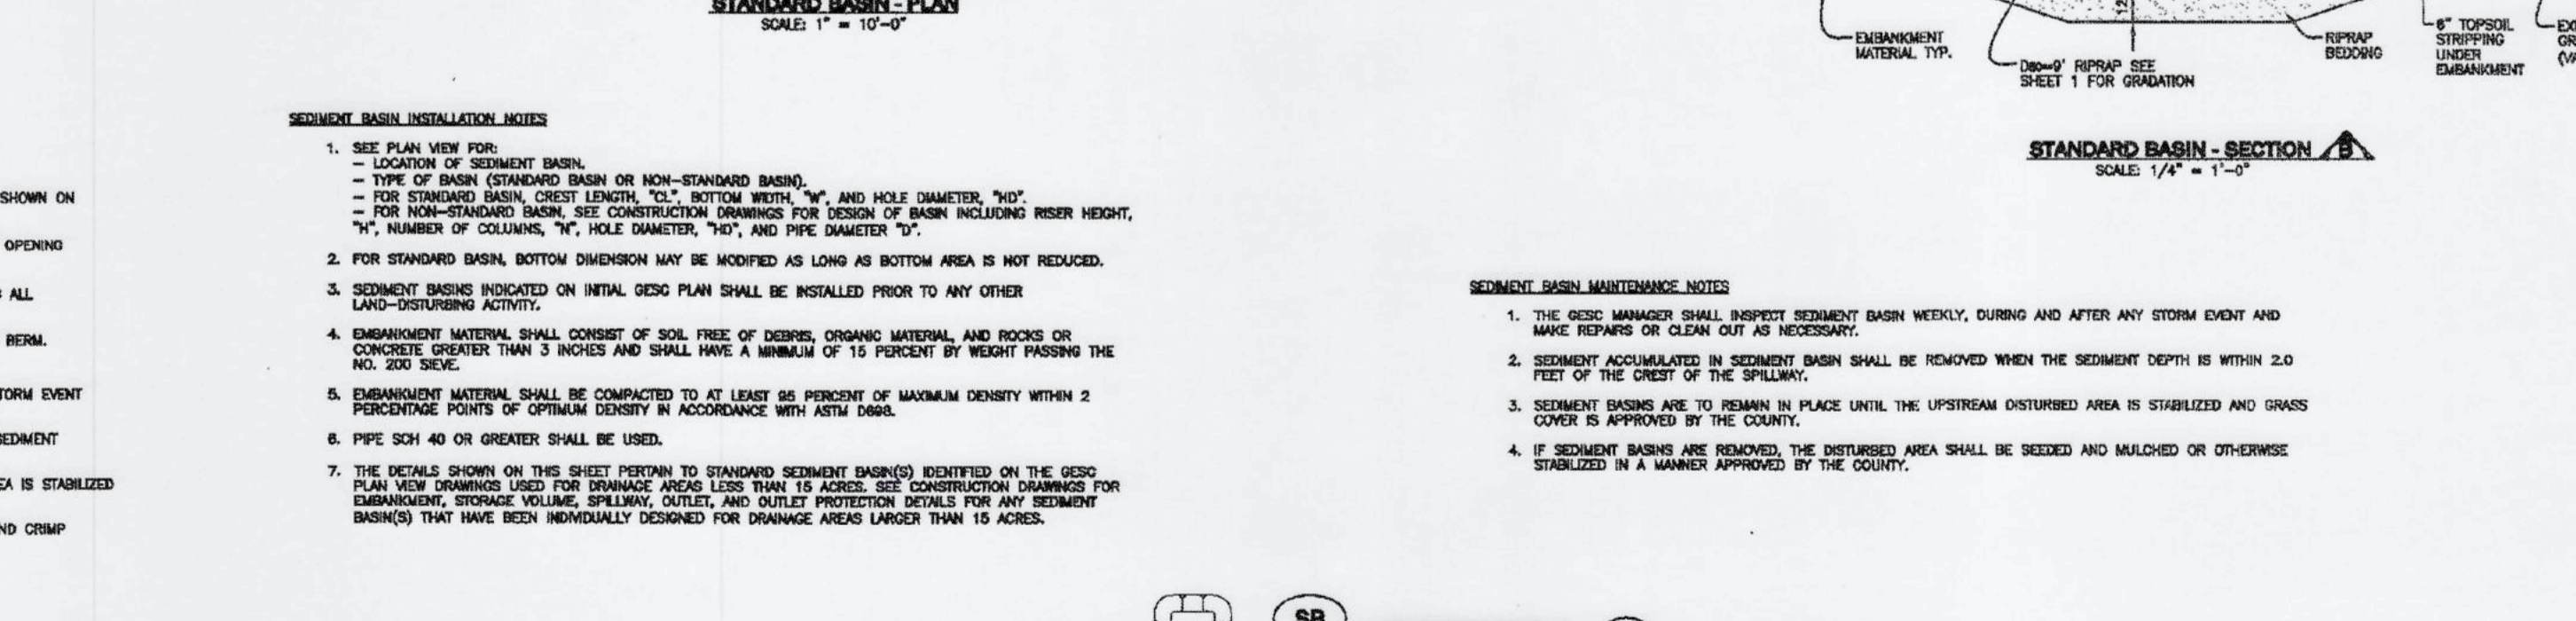 STANDARD BASIN - PLAN
SCALE: 1" = 10'-0"
SEDIMENT BASIN INSTALLATION NOTES
1. SEE PLAN VIEW FOR:
– LOCATION OF SEDIMENT BASIN.
– TYPE OF BASIN (STANDARD BASIN OR NON–STANDARD BASIN).
– FOR STANDARD BASIN, CREST LENGTH, "CL", BOTTOM WIDTH, "W", AND HOLE DIAMETER, "HD".
– FOR NON–STANDARD BASIN, SEE CONSTRUCTION DRAWINGS FOR DESIGN OF BASIN INCLUDING RISER HEIGHT,
"H", NUMBER OF COLUMNS, "N", HOLE DIAMETER, "HD", AND PIPE DIAMETER "D".
2. FOR STANDARD BASIN, BOTTOM DIMENSION MAY BE MODIFIED AS LONG AS BOTTOM AREA IS NOT REDUCED.
3. SEDIMENT BASINS INDICATED ON INITIAL GESC PLAN SHALL BE INSTALLED PRIOR TO ANY OTHER
LAND–DISTURBING ACTIVITY.
4. EMBANKMENT MATERIAL SHALL CONSIST OF SOIL FREE OF DEBRIS, ORGANIC MATERIAL, AND ROCKS OR
CONCRETE GREATER THAN 3 INCHES AND SHALL HAVE A MINIMUM OF 15 PERCENT BY WEIGHT PASSING THE
NO. 200 SIEVE.
5. EMBANKMENT MATERIAL SHALL BE COMPACTED TO AT LEAST 95 PERCENT OF MAXIMUM DENSITY WITHIN 2
PERCENTAGE POINTS OF OPTIMUM DENSITY IN ACCORDANCE WITH ASTM D698.
6. PIPE SCH 40 OR GREATER SHALL BE USED.
7. THE DETAILS SHOWN ON THIS SHEET PERTAIN TO STANDARD SEDIMENT BASIN(S) IDENTIFIED ON THE GESC
PLAN VIEW DRAWINGS USED FOR DRAINAGE AREAS LESS THAN 15 ACRES. SEE CONSTRUCTION DRAWINGS FOR
EMBANKMENT, STORAGE VOLUME, SPILLWAY, OUTLET, AND OUTLET PROTECTION DETAILS FOR ANY SEDIMENT
BASIN(S) THAT HAVE BEEN INDIVIDUALLY DESIGNED FOR DRAINAGE AREAS LARGER THAN 15 ACRES.
SHOWN ON
OPENING
ALL
BERM.
TORM EVENT
SEDIMENT
EA IS STABILIZED
ND CRIMP
12
EMBANKMENT
MATERIAL TYP.
D50=9' RIPRAP SEE
SHEET 1 FOR GRADATION
RIPRAP
BEDDING
6" TOPSOIL
STRIPPING
UNDER
EMBANKMENT
STANDARD BASIN - SECTION B
SCALE: 1/4" = 1'-0"
SEDIMENT BASIN MAINTENANCE NOTES
1. THE GESC MANAGER SHALL INSPECT SEDIMENT BASIN WEEKLY, DURING AND AFTER ANY STORM EVENT AND
MAKE REPAIRS OR CLEAN OUT AS NECESSARY.
2. SEDIMENT ACCUMULATED IN SEDIMENT BASIN SHALL BE REMOVED WHEN THE SEDIMENT DEPTH IS WITHIN 2.0
FEET OF THE CREST OF THE SPILLWAY.
3. SEDIMENT BASINS ARE TO REMAIN IN PLACE UNTIL THE UPSTREAM DISTURBED AREA IS STABILIZED AND GRASS
COVER IS APPROVED BY THE COUNTY.
4. IF SEDIMENT BASINS ARE REMOVED, THE DISTURBED AREA SHALL BE SEEDED AND MULCHED OR OTHERWISE
STABILIZED IN A MANNER APPROVED BY THE COUNTY.
SB